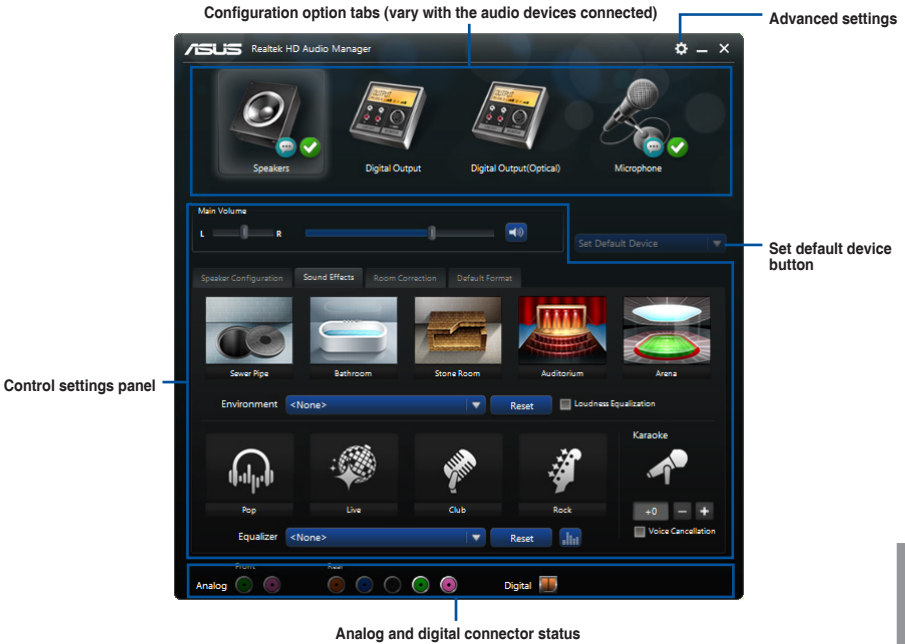 Configuration option tabs (vary with the audio devices connected)
Advanced settings
ASUS Realtek HD Audio Manager
Speakers
Digital Output
Digital Output(Optical)
Microphone
Main Volume
L R
Set Default Device
Set default device
button
Speaker Configuration
Sound Effects
Room Correction
Default Format
Sewer Pipe
Bathroom
Stone Room
Auditorium
Arena
Control settings panel
Environment <None> Reset Loudness Equalization
Karaoke
Pop
Live
Club
Rock
+0
Voice Cancellation
Equalizer <None> Reset
Front
Rear
Analog
Digital
Analog and digital connector status